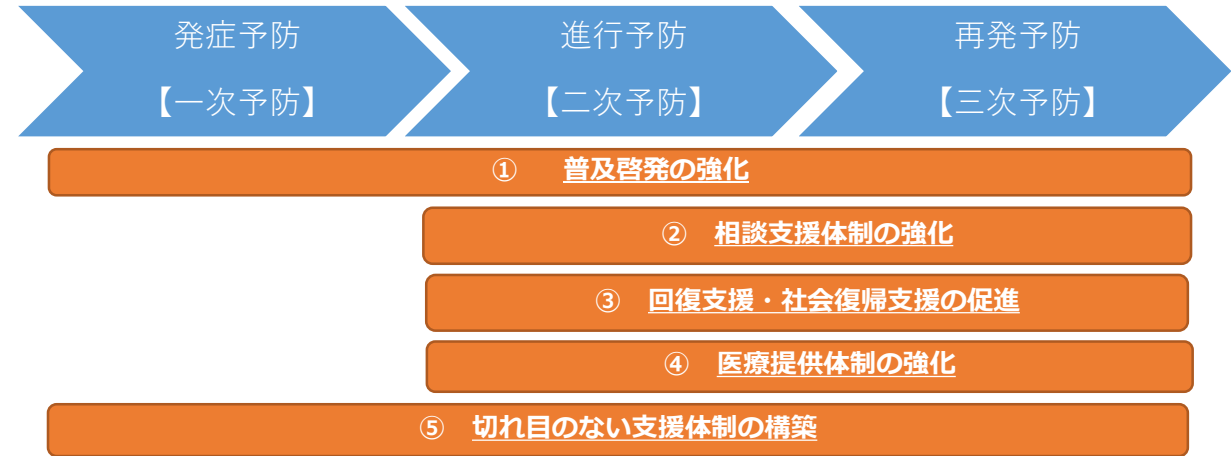 発症予防
【一次予防】
進行予防
【二次予防】
再発予防
【三次予防】
① 普及啓発の強化
② 相談支援体制の強化
③ 回復支援・社会復帰支援の促進
④ 医療提供体制の強化
⑤ 切れ目のない支援体制の構築